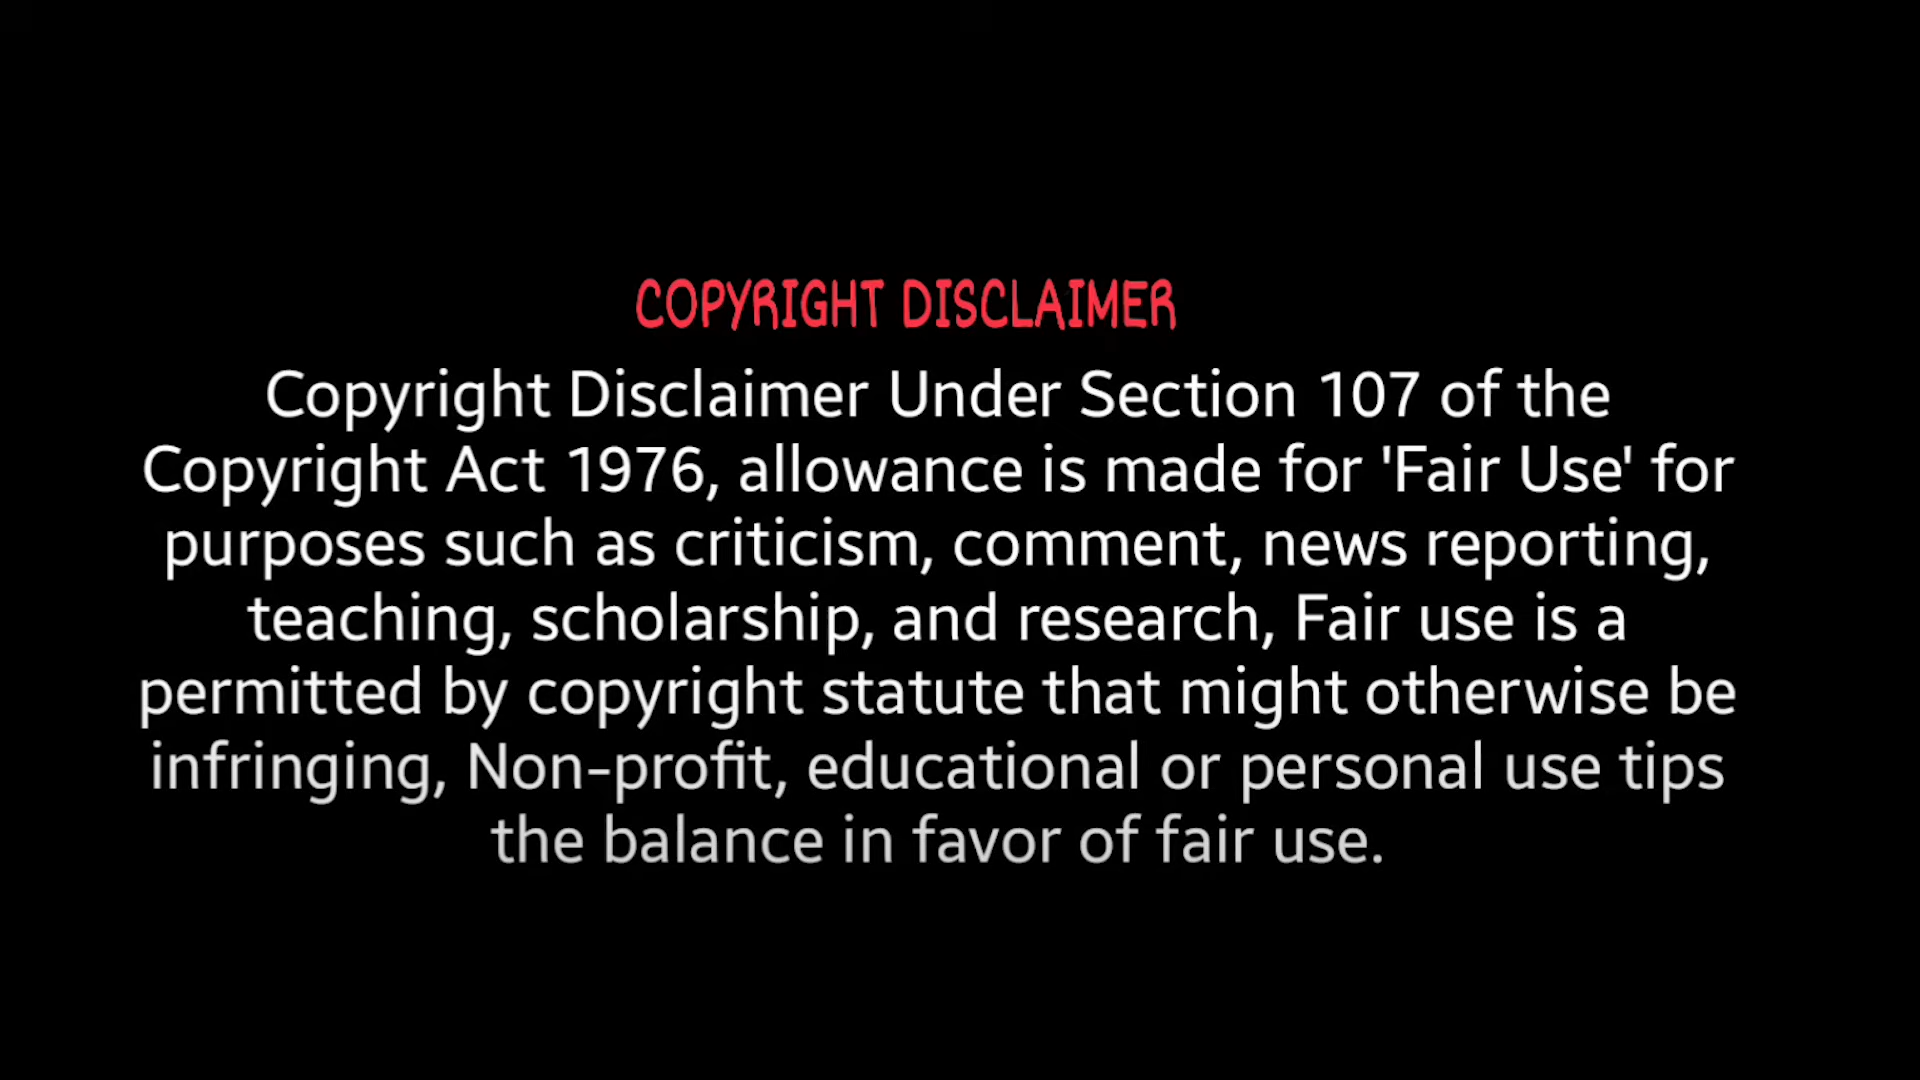 COPYRIGHT DISCLAIMER
Copyright Disclaimer Under Section 107 of the
Copyright Act 1976, allowance is made for 'Fair Use' for
purposes such as criticism, comment, news reporting,
teaching, scholarship, and research, Fair use is a
permitted by copyright statute that might otherwise be
infringing, Non-profit, educational or personal use tips
the balance in favor of fair use.